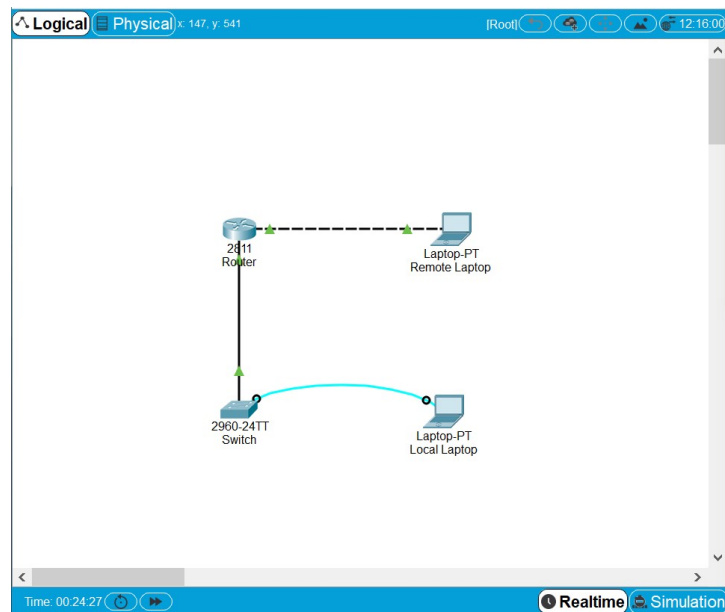 Logical Physical x: 147, y: 541 [Root] 12:16:00
2811
Router
Laptop-PT
Remote Laptop
2960-24TT
Switch
Laptop-PT
Local Laptop
Time: 00:24:27 Realtime Simulation